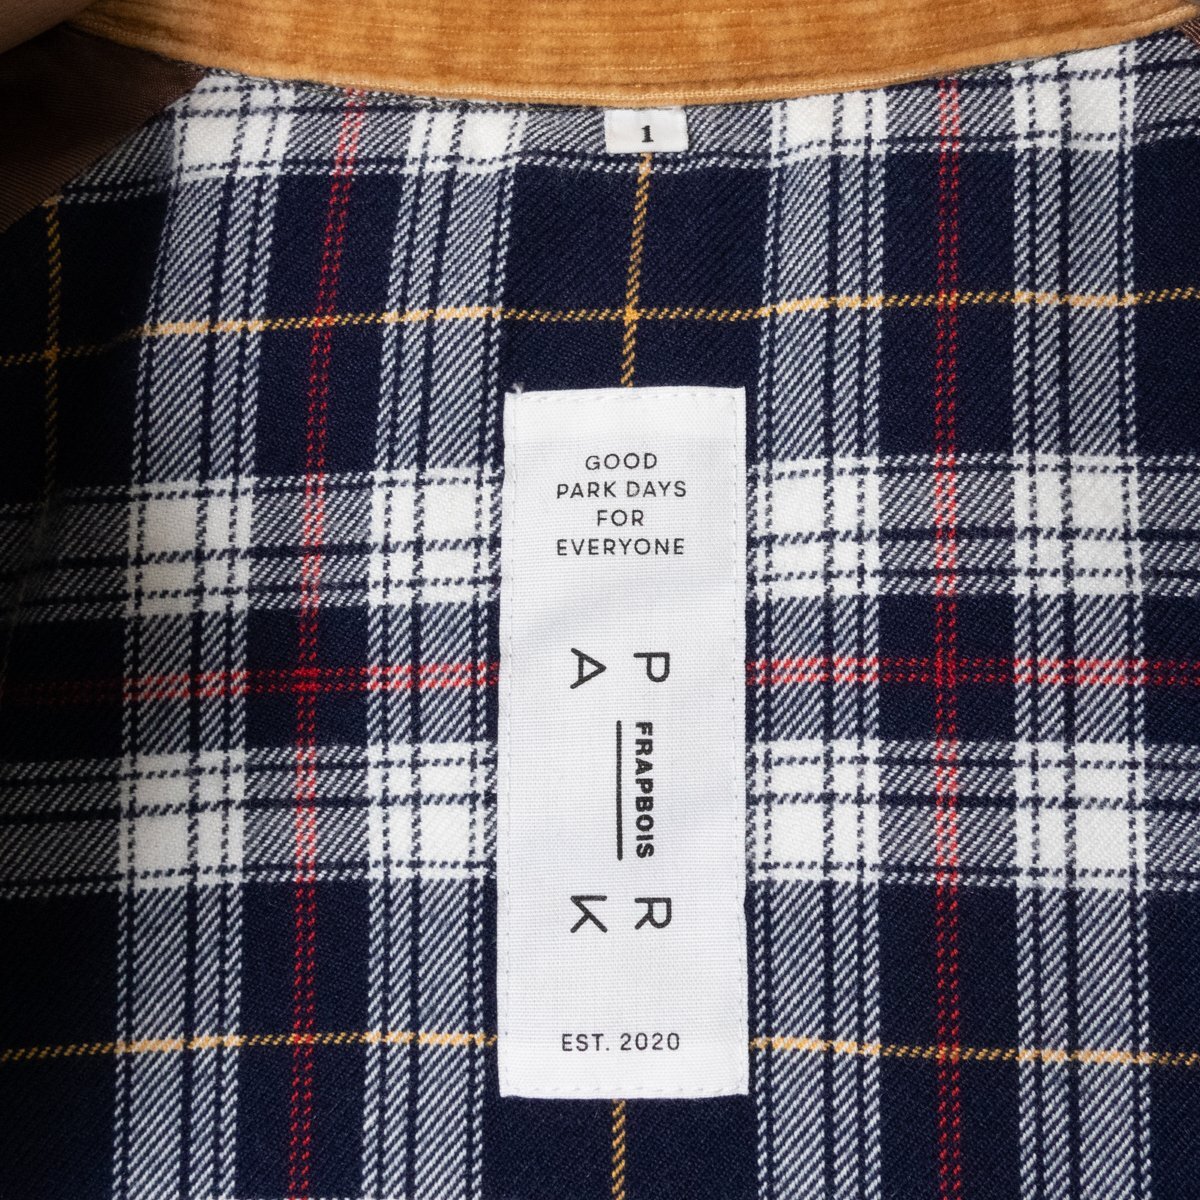 1
GOOD
PARK DAYS
FOR
EVERYONE
P R
FRAPBOIS
A K
EST. 2020